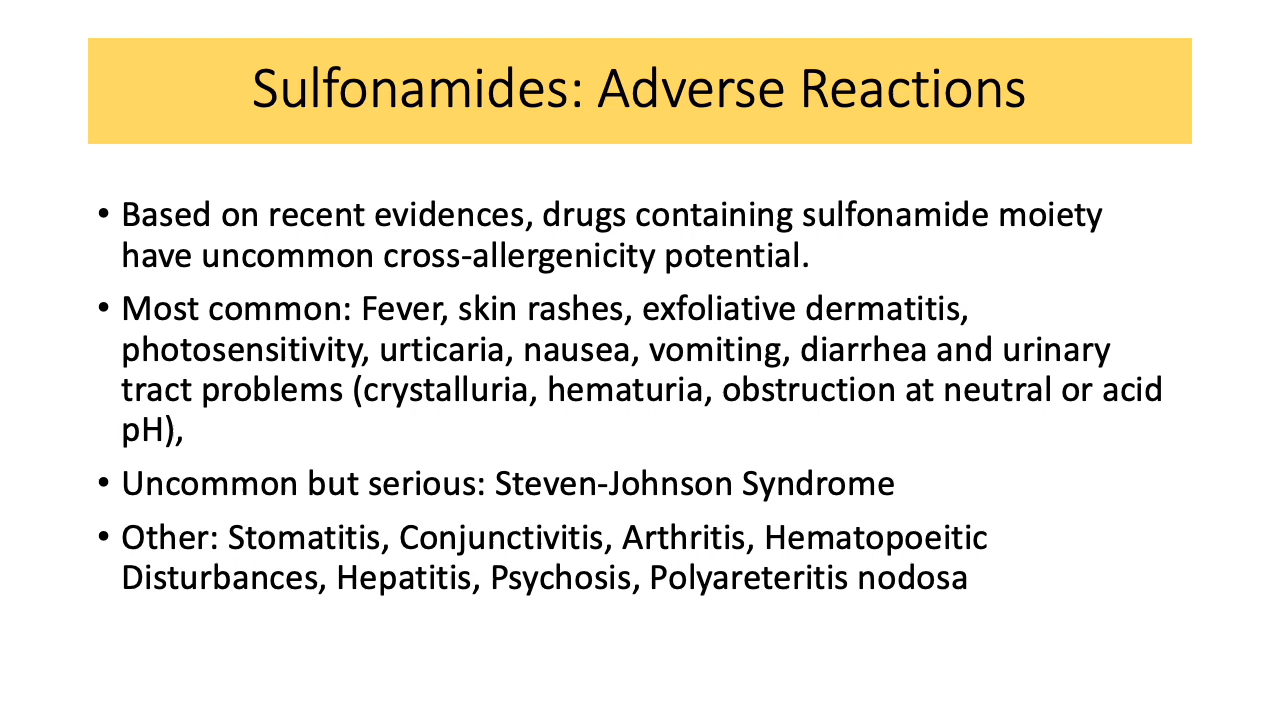 Sulfonamides: Adverse Reactions
• Based on recent evidences, drugs containing sulfonamide moiety
have uncommon cross-allergenicity potential.
• Most common: Fever, skin rashes, exfoliative dermatitis,
photosensitivity, urticaria, nausea, vomiting, diarrhea and urinary
tract problems (crystalluria, hematuria, obstruction at neutral or acid
pH),
• Uncommon but serious: Steven-Johnson Syndrome
• Other: Stomatitis, Conjunctivitis, Arthritis, Hematopoeitic
Disturbances, Hepatitis, Psychosis, Polyareteritis nodosa